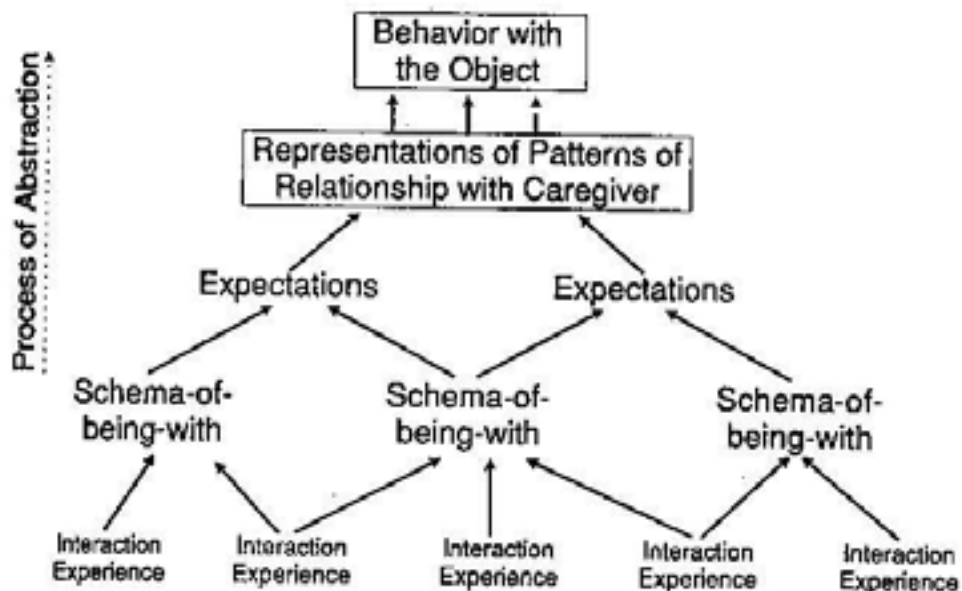 Behavior with
the Object
Process of Abstraction
Representations of Patterns of
Relationship with Caregiver
Expectations
Expectations
Schema-of-
being-with
Schema-of-
being-with
Schema-of-
being-with
Interaction
Experience
Interaction
Experience
Interaction
Experience
Interaction
Experience
Interaction
Experience